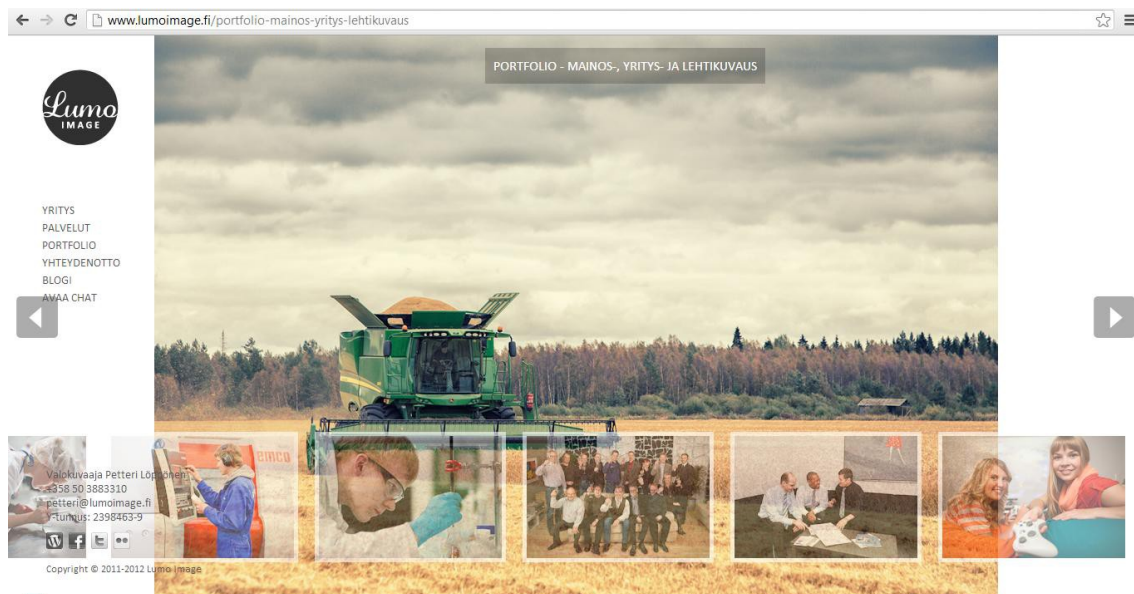 www.lumoimage.fi/portfolio-mainos-yritys-lehtikuvaus
PORTFOLIO - MAINOS-, YRITYS- JA LEHTIKUVAUS
Lumo
IMAGE
YRITYS
PALVELUT
PORTFOLIO
YHTEYDENOTTO
BLOGI
AVAA CHAT
emco
Valokuvaaja Petteri Löppönen
+358 50 3883310
petteri@lumoimage.fi
Y-tunnus: 2398463-9
Copyright © 2011-2012 Lumo Image